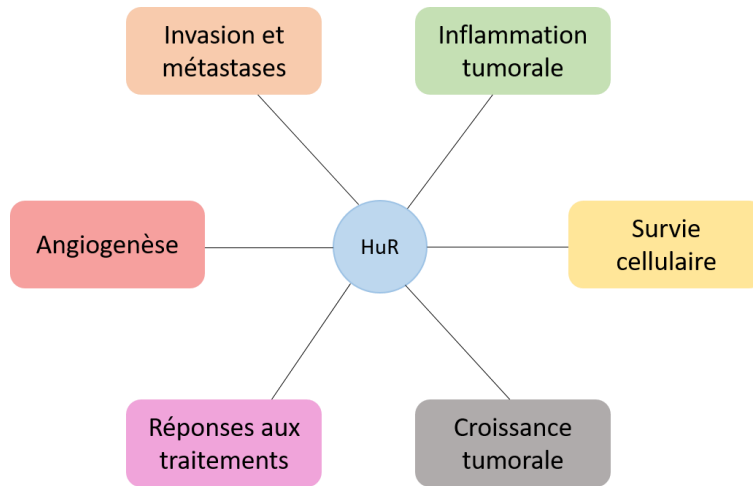 Invasion et
métastases
Inflammation
tumorale
Angiogenèse
HuR
Survie
cellulaire
Réponses aux
traitements
Croissance
tumorale